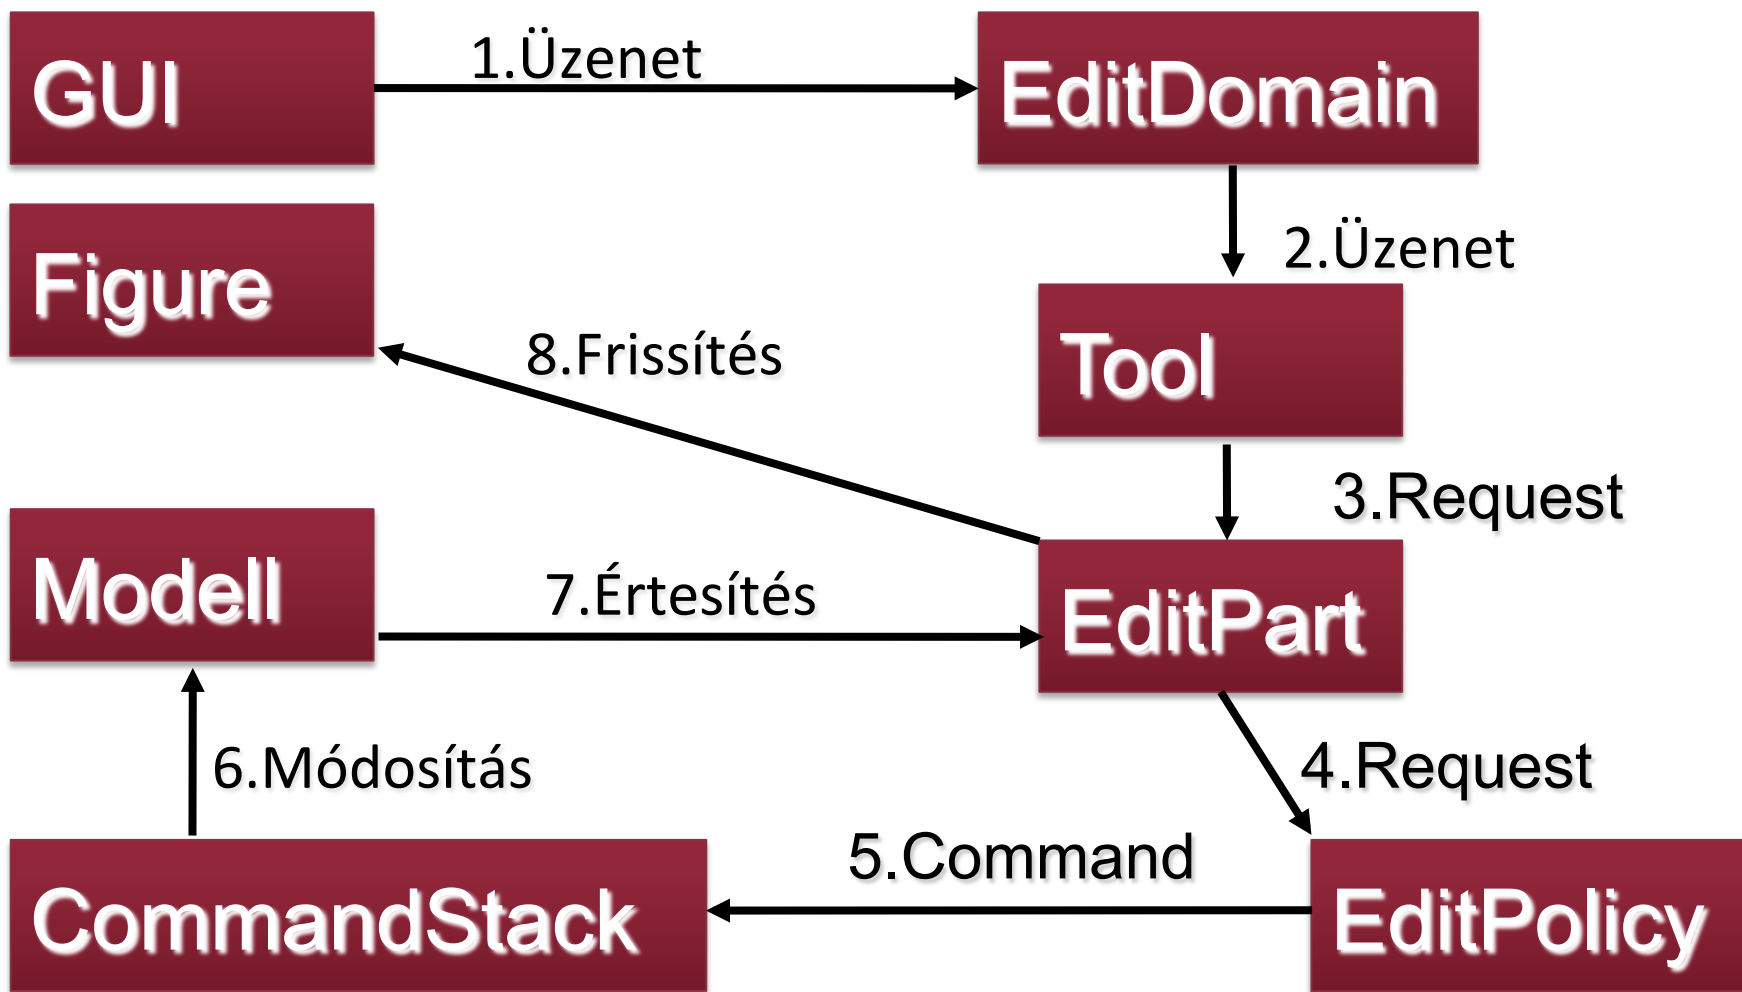 GUI
1.Üzenet
EditDomain
Figure
2.Üzenet
8.Frissítés
Tool
3.Request
Modell
7.Értesítés
EditPart
6.Módosítás
4.Request
5.Command
CommandStack
EditPolicy